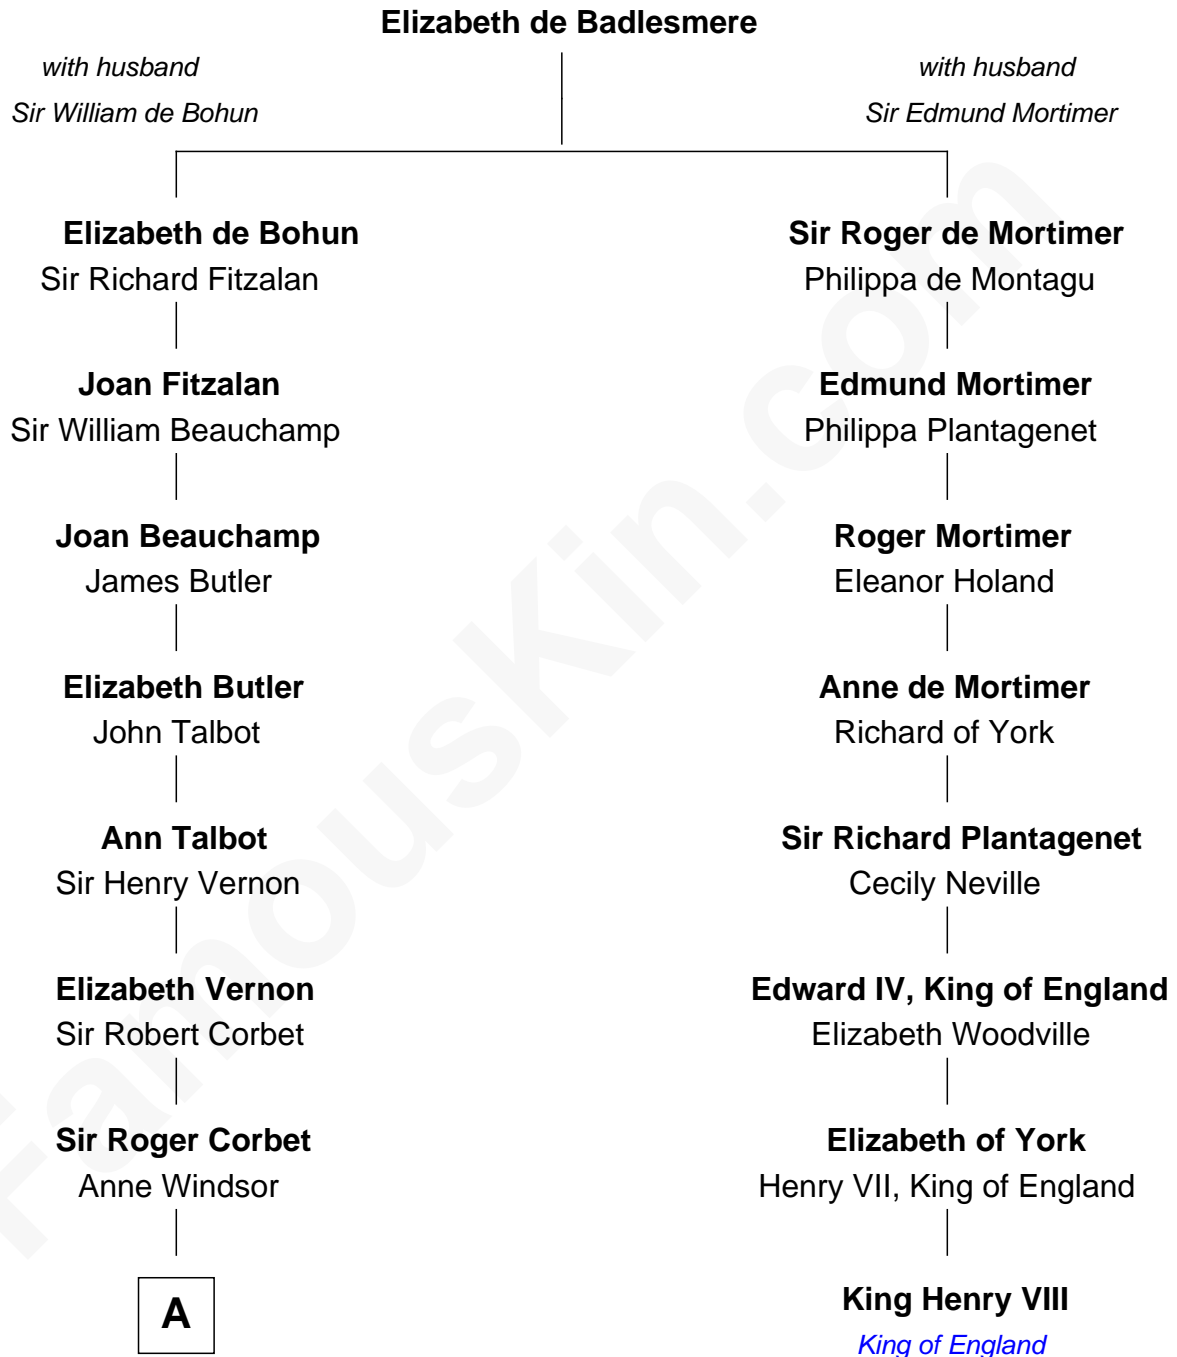 Elizabeth de Badlesmere
with husband
Sir William de Bohun
with husband
Sir Edmund Mortimer
Elizabeth de Bohun
Sir Richard Fitzalan
Joan Fitzalan
Sir William Beauchamp
Joan Beauchamp
James Butler
Elizabeth Butler
John Talbot
Ann Talbot
Sir Henry Vernon
Elizabeth Vernon
Sir Robert Corbet
Sir Roger Corbet
Anne Windsor
A
Sir Roger de Mortimer
Philippa de Montagu
Edmund Mortimer
Philippa Plantagenet
Roger Mortimer
Eleanor Holand
Anne de Mortimer
Richard of York
Sir Richard Plantagenet
Cecily Neville
Edward IV, King of England
Elizabeth Woodville
Elizabeth of York
Henry VII, King of England
King Henry VIII
King of England
FamousKin.com